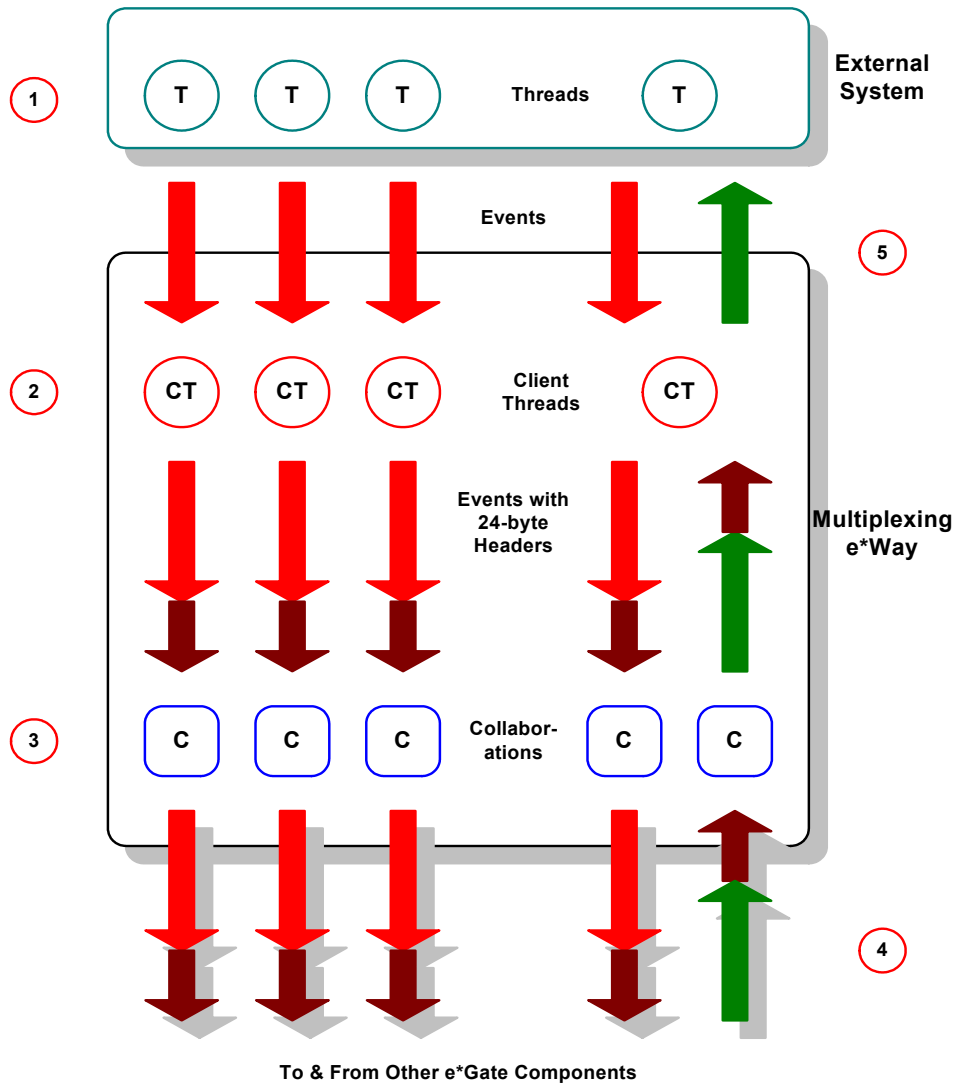 External
System
1
T T T Threads T
Events
5
2
CT CT CT Client
Threads CT
Events with
24-byte
Headers
Multiplexing
e*Way
3
C C C Collabor-
ations C C
4
To & From Other e*Gate Components